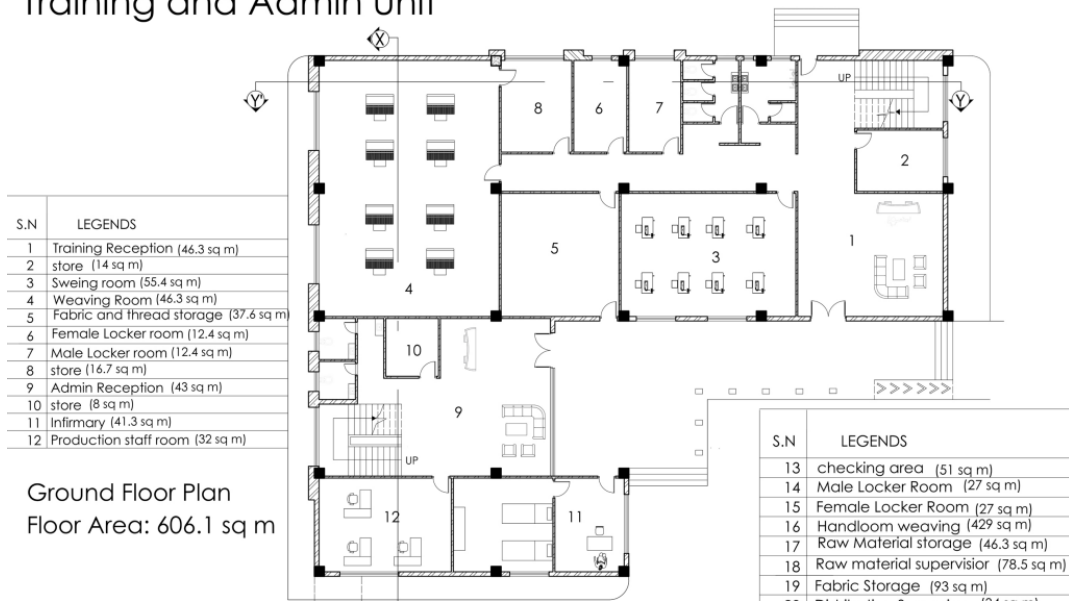 Training and Admin unit
X
Y'
Y
UP
8
6
7
2
1
5
3
4
10
9
UP
12
11
S.N LEGENDS
1 Training Reception (46.3 sq m)
2 store (14 sq m)
3 Sweing room (55.4 sq m)
4 Weaving Room (46.3 sq m)
5 Fabric and thread storage (37.6 sq m)
6 Female Locker room (12.4 sq m)
7 Male Locker room (12.4 sq m)
8 store (16.7 sq m)
9 Admin Reception (43 sq m)
10 store (8 sq m)
11 Infirmary (41.3 sq m)
12 Production staff room (32 sq m)
Ground Floor Plan
Floor Area: 606.1 sq m
S.N LEGENDS
13 checking area (51 sq m)
14 Male Locker Room (27 sq m)
15 Female Locker Room (27 sq m)
16 Handloom weaving (429 sq m)
17 Raw Material storage (46.3 sq m)
18 Raw material supervisior (78.5 sq m)
19 Fabric Storage (93 sq m)